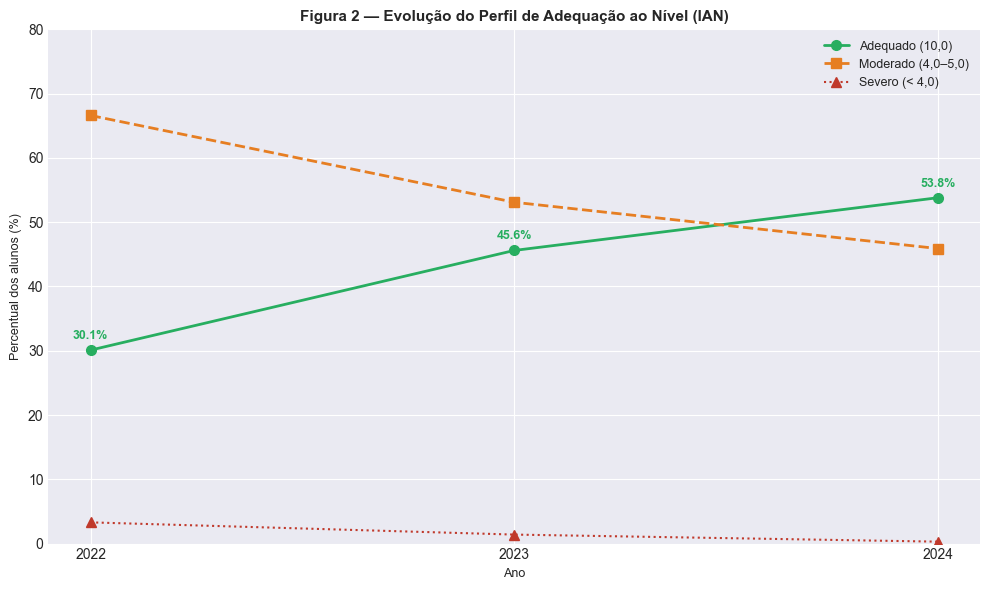 Figura 2 — Evolução do Perfil de Adequação ao Nível (IAN)
Adequado (10,0)
Moderado (4,0–5,0)
Severo (< 4,0)
Percentual dos alunos (%)
80
70
60
50
40
30
20
10
0
30.1%
45.6%
53.8%
2022
2023
2024
Ano